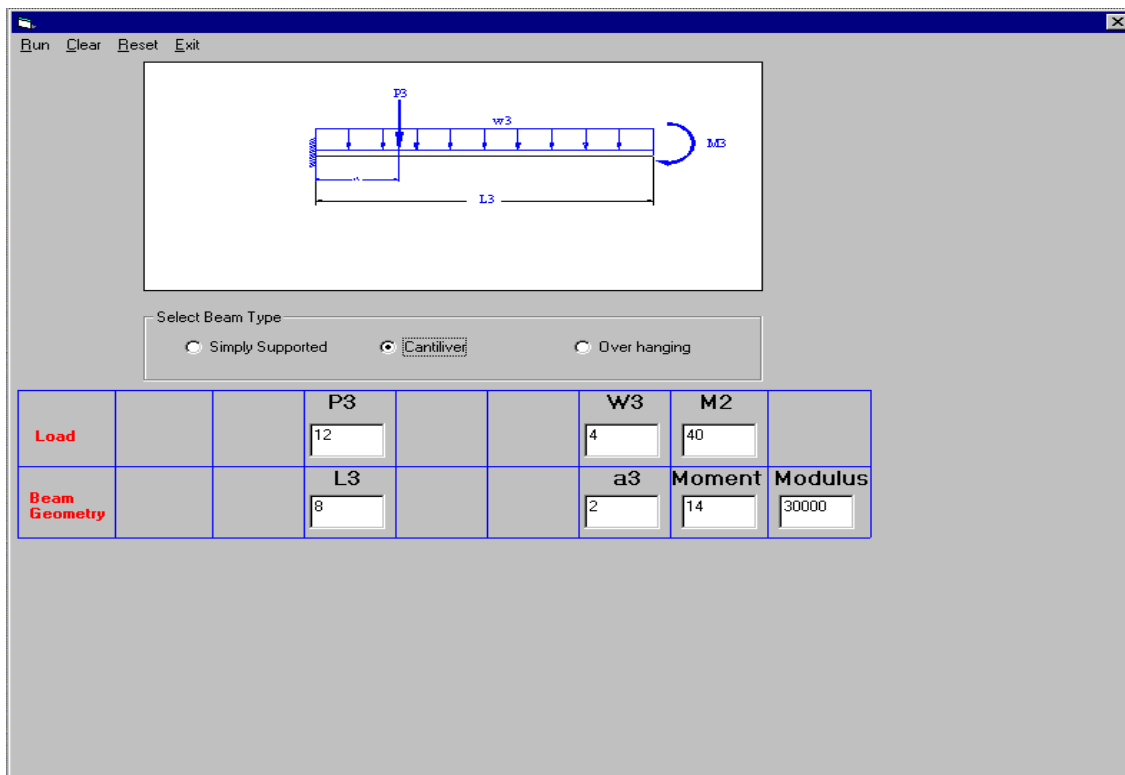 Run Clear Reset Exit
P3
w3
M3
L3
Select Beam Type
Simply Supported Cantiliver Over hanging
P3 W3 M2
Load 12 4 40
L3 a3 Moment Modulus
Beam
Geometry
8 2 14 30000